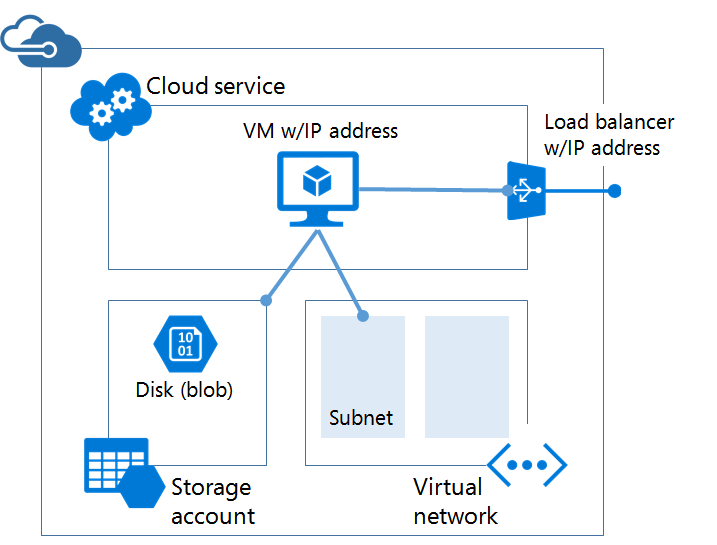 Cloud service
VM w/IP address
Load balancer
w/IP address
10
01
Disk (blob)
Subnet
Storage
account
Virtual
network